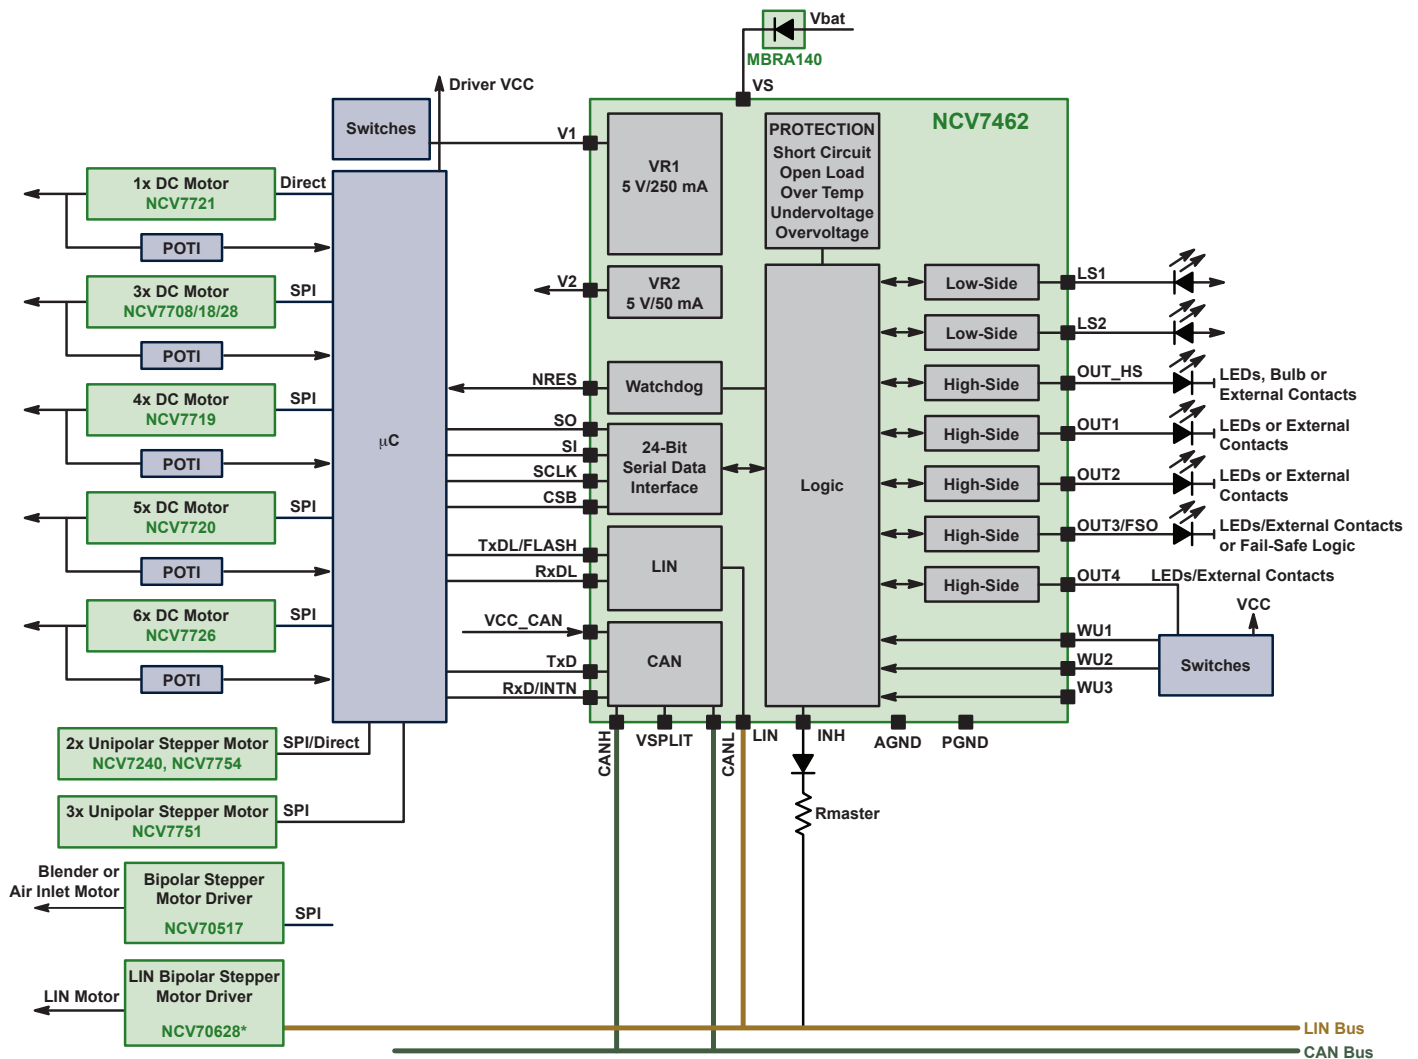 Vbat
MBRA140
VS
Driver VCC
Switches
V1
NCV7462
VR1
5 V/250 mA
PROTECTION
Short Circuit
Open Load
Over Temp
Undervoltage
Overvoltage
1x DC Motor
NCV7721
Direct
POTI
V2
VR2
5 V/50 mA
3x DC Motor
NCV7708/18/28
SPI
POTI
Low-Side
LS1
Low-Side
LS2
NRES
Watchdog
High-Side
OUT_HS
LEDs, Bulb or
External Contacts
4x DC Motor
NCV7719
SPI
POTI
µC
SO
SI
SCLK
CSB
24-Bit
Serial Data
Interface
Logic
High-Side
OUT1
LEDs or External
Contacts
High-Side
OUT2
LEDs or External
Contacts
5x DC Motor
NCV7720
SPI
POTI
TxDL/FLASH
RxDL
LIN
High-Side
OUT3/FSO
LEDs/External Contacts
or Fail-Safe Logic
High-Side
OUT4
LEDs/External Contacts
VCC
6x DC Motor
NCV7726
SPI
POTI
VCC_CAN
TxD
RxD/INTN
CAN
WU1
WU2
WU3
Switches
2x Unipolar Stepper Motor
NCV7240, NCV7754
SPI/Direct
CANH
VSPLIT
CANL
LIN
INH
AGND
PGND
3x Unipolar Stepper Motor
NCV7751
SPI
Rmaster
Blender or
Air Inlet Motor
Bipolar Stepper
Motor Driver
NCV70517
SPI
LIN Motor
LIN Bipolar Stepper
Motor Driver
NCV70628*
LIN Bus
CAN Bus